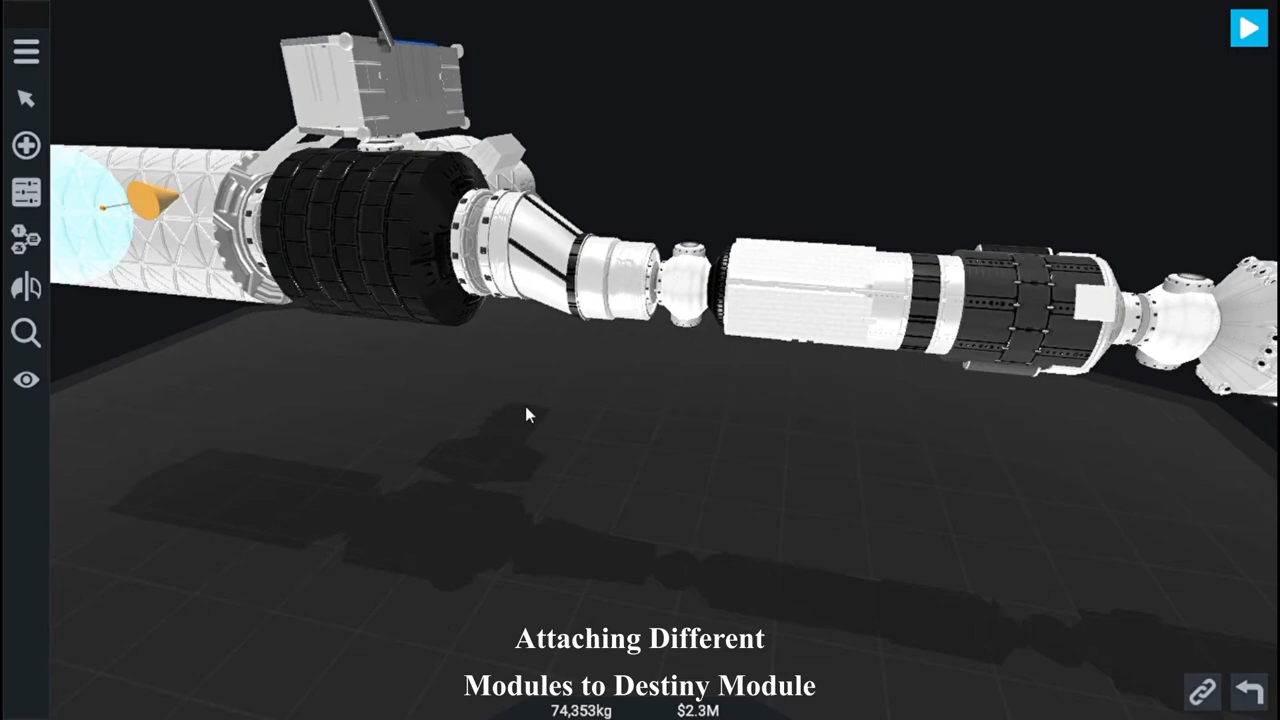 Attaching Different
Modules to Destiny Module
74,353kg $2.3M